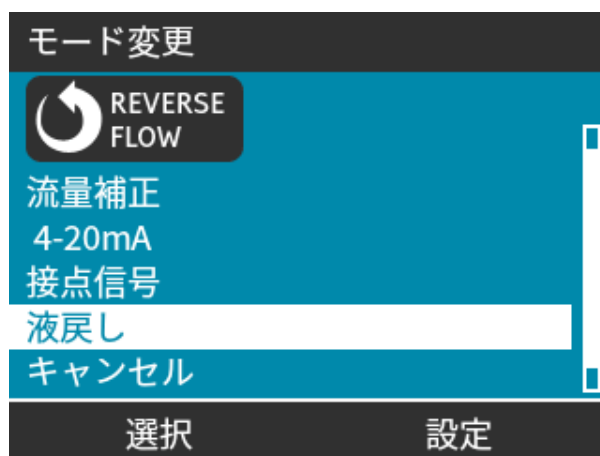 モード変更
REVERSE
FLOW
流量補正
4-20mA
接点信号
液戻し
キャンセル
選択 設定